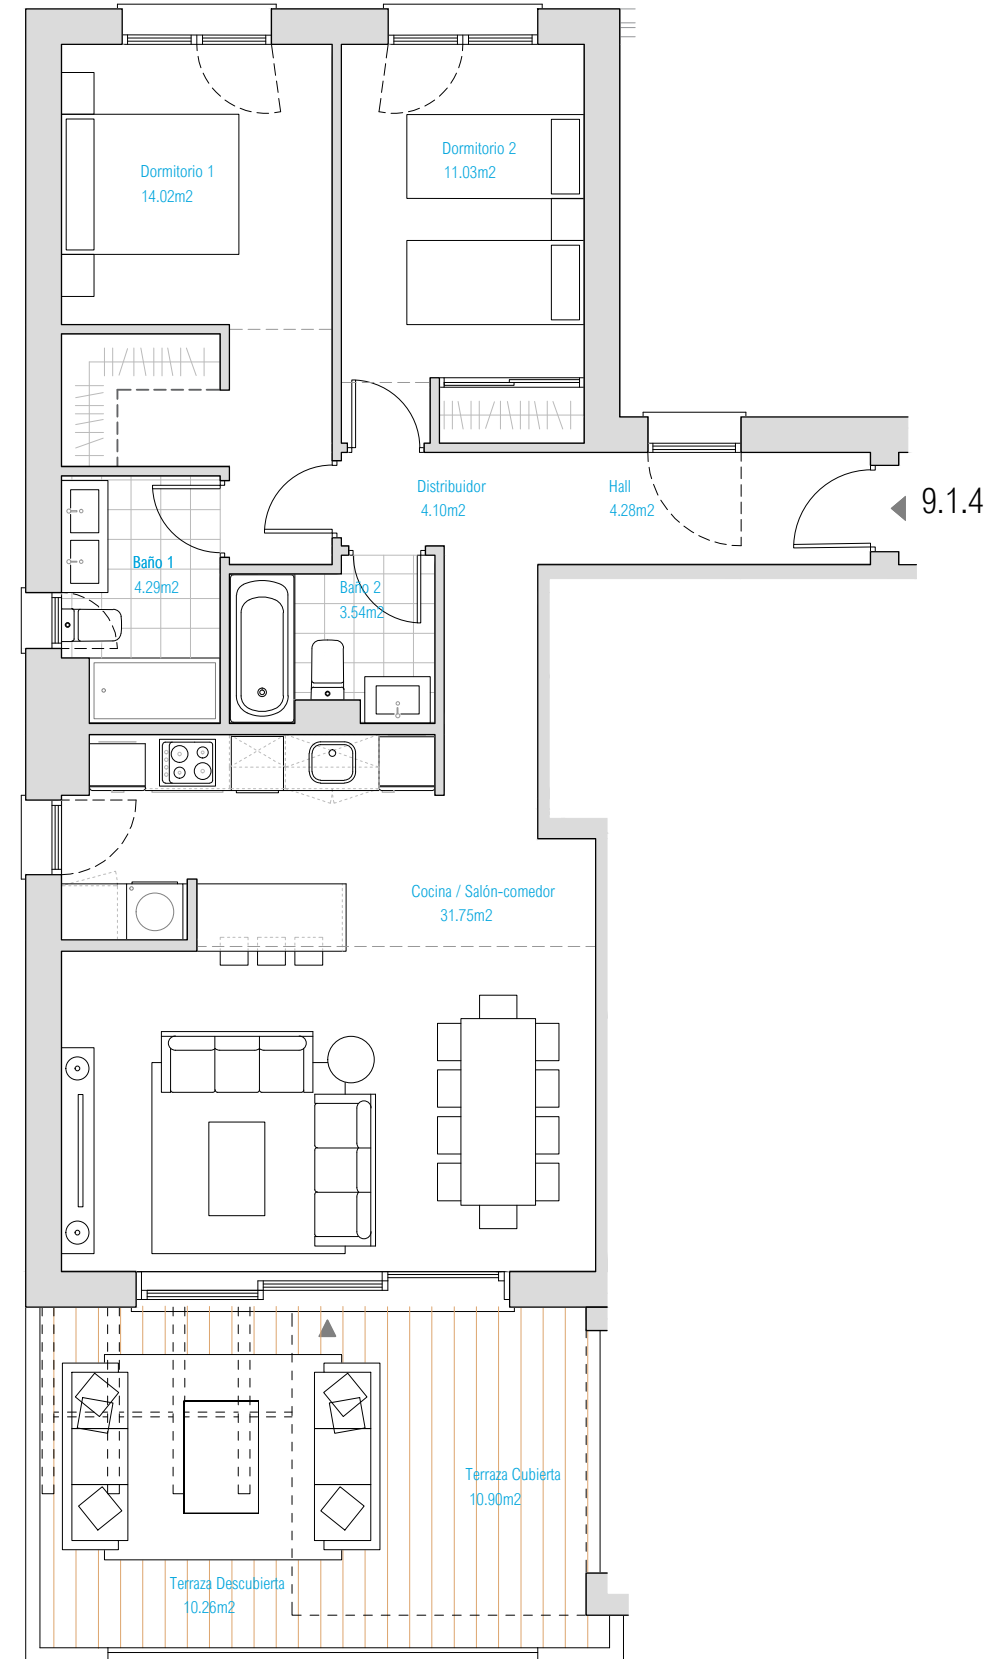 Dormitorio 1
14.02m2
Dormitorio 2
11.03m2
Distribuidor
4.10m2
Hall
4.28m2
9.1.4
Baño 1
4.29m2
Baño 2
3.54m2
Cocina / Salón-comedor
31.75m2
Terraza Cubierta
10.90m2
Terraza Descubierta
10.26m2